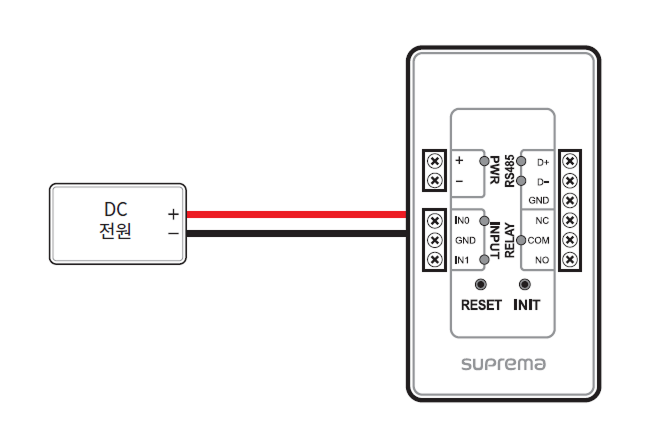 DC
전원
+
−
+
−
PWR
RS485
D+
D−
GND
IN0
GND
IN1
INPUT
RELAY
NC
COM
NO
RESET
INIT
suprema